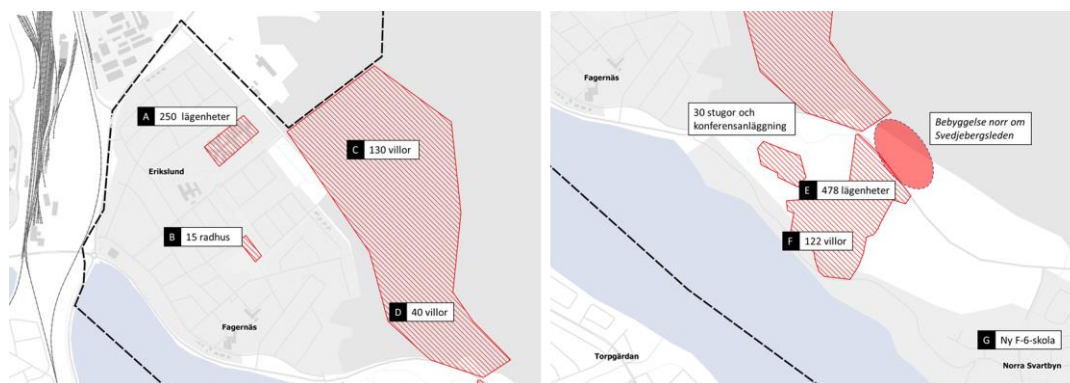 A 250 lägenheter
C 130 villor
Erikslund
B 15 radhus
D 40 villor
Fagernäs
Fagernäs
30 stugor och
konferensanläggning
Bebyggelse norr om
Svedjebergsleden
E 478 lägenheter
F 122 villor
G Ny F-6-skola
Torpgärdan
Norra Svartbyn